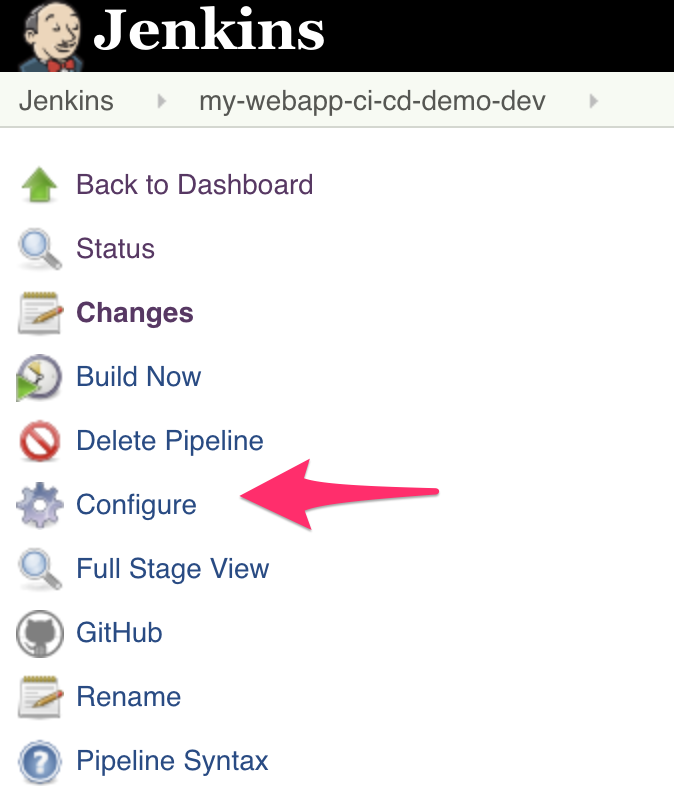 Jenkins
Jenkins my-webapp-ci-cd-demo-dev
Back to Dashboard
Status
Changes
Build Now
Delete Pipeline
Configure
Full Stage View
GitHub
Rename
Pipeline Syntax